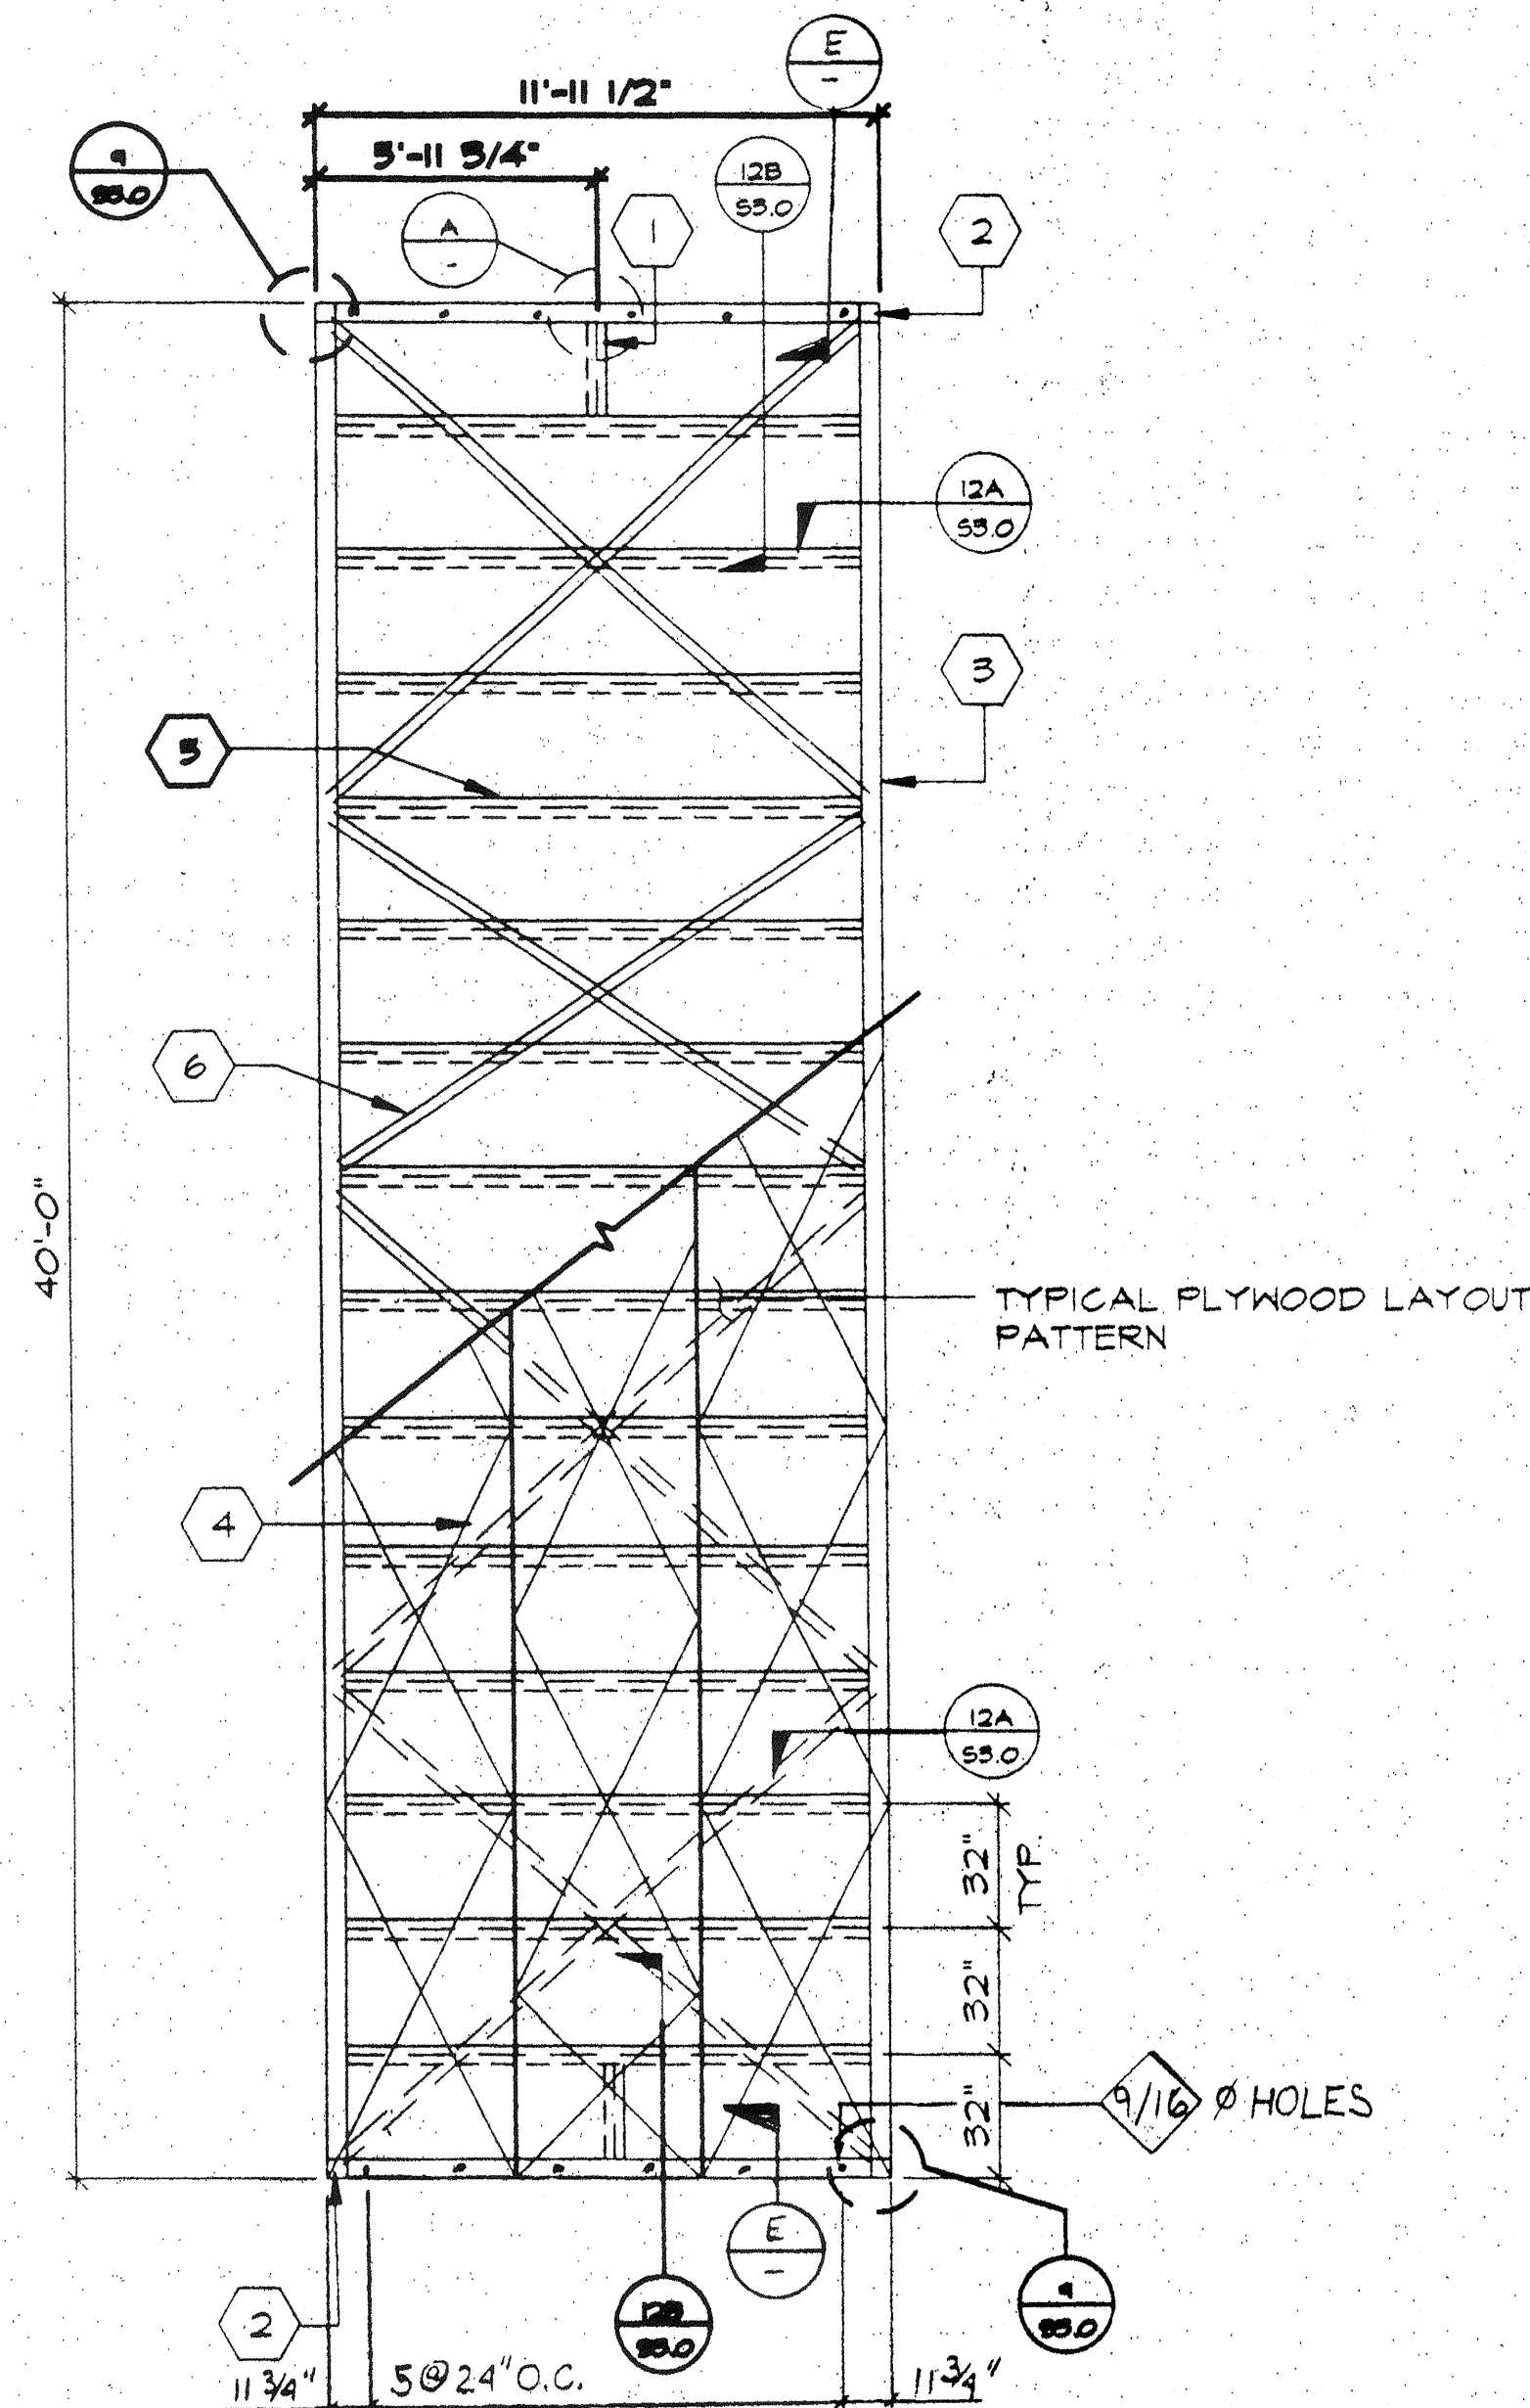 E
-
11'-11 1/2"
9
S3.0
5'-11 3/4"
12B
S3.0
A
-
1
2
12A
S3.0
3
3
6
40'-0"
TYPICAL PLYWOOD LAYOUT
PATTERN
4
12A
S3.0
32"
TYP.
32"
32"
9/16 Ø HOLES
E
-
2
12B
S3.0
9
S3.0
11 3/4"
5 @ 24" O.C.
11 3/4"